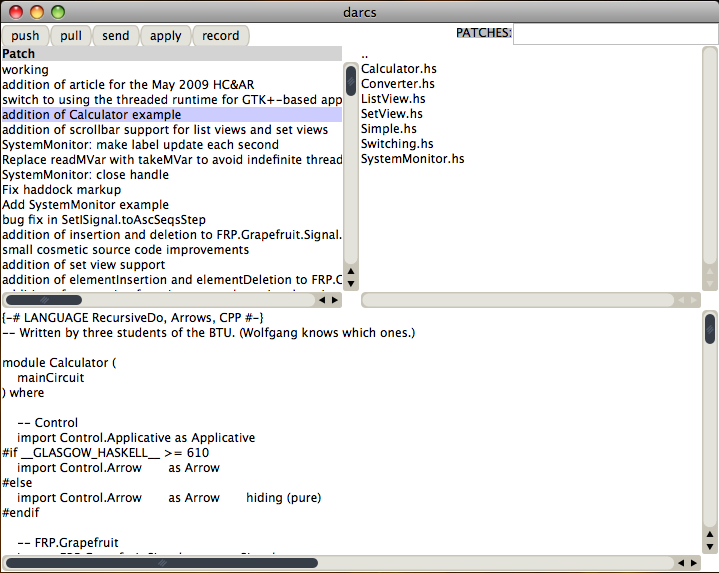 darcs
push pull send apply record
PATCHES:
Patch
working
addition of article for the May 2009 HC&AR
switch to using the threaded runtime for GTK+-based app
addition of Calculator example
addition of scrollbar support for list views and set views
SystemMonitor: make label update each second
Replace readMVar with takeMVar to avoid indefinite thread
SystemMonitor: close handle
Fix haddock markup
Add SystemMonitor example
bug fix in SetISignal.toAscSeqsStep
addition of insertion and deletion to FRP.Grapefruit.Signal.
small cosmetic source code improvements
addition of set view support
addition of elementInsertion and elementDeletion to FRP.G
..
Calculator.hs
Converter.hs
ListView.hs
SetView.hs
Simple.hs
Switching.hs
SystemMonitor.hs
{-# LANGUAGE RecursiveDo, Arrows, CPP #-}
-- Written by three students of the BTU. (Wolfgang knows which ones.)
module Calculator (
    mainCircuit
) where
    -- Control
    import Control.Applicative as Applicative
#if __GLASGOW_HASKELL__ >= 610
    import Control.Arrow       as Arrow
#else
    import Control.Arrow       as Arrow       hiding (pure)
#endif
    -- FRP.Grapefruit